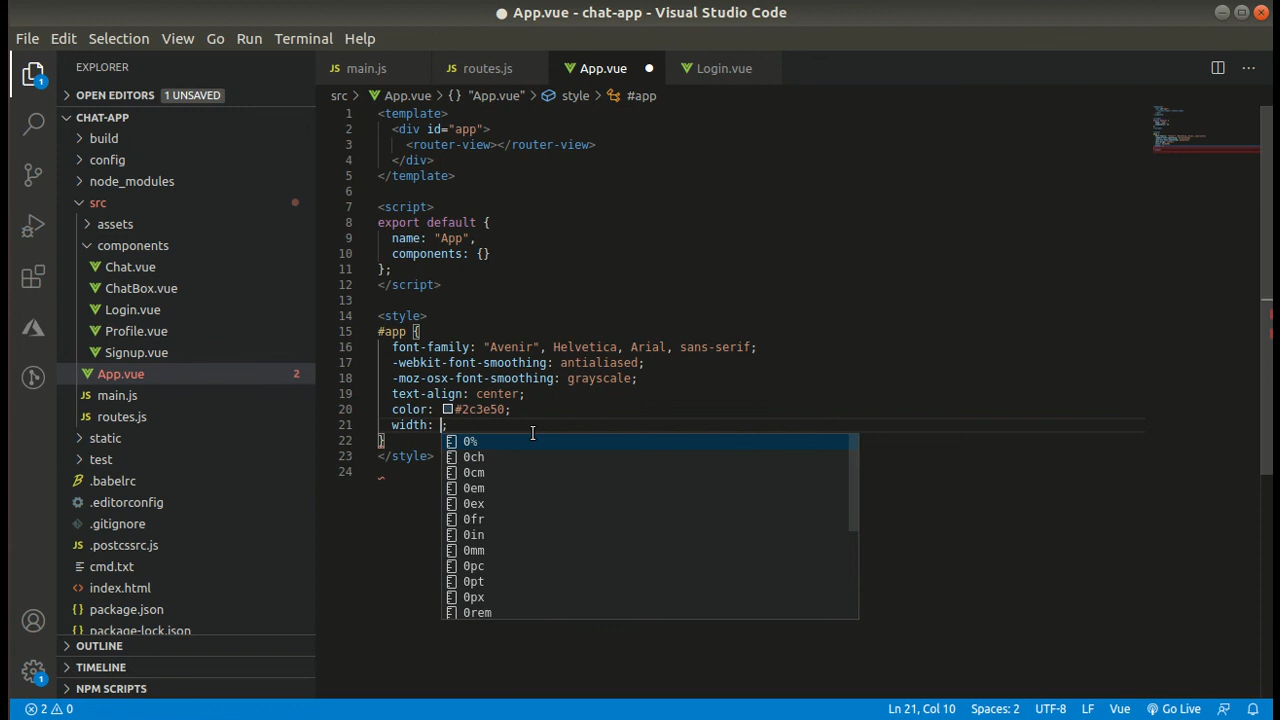 ● App.vue - chat-app - Visual Studio Code
File Edit Selection View Go Run Terminal Help
EXPLORER
OPEN EDITORS 1 UNSAVED
CHAT-APP
build
config
node_modules
src
assets
components
Chat.vue
ChatBox.vue
Login.vue
Profile.vue
Signup.vue
App.vue 2
JS main.js
JS routes.js
static
test
.babelrc
.editorconfig
.gitignore
JS .postcssrc.js
cmd.txt
index.html
package.json
package-lock.json
OUTLINE
TIMELINE
NPM SCRIPTS
1
1
JS main.js JS routes.js App.vue ● Login.vue
src > App.vue > {} "App.vue" > style > #app
1 <template>
2 <div id="app">
3 <router-view></router-view>
4 </div>
5 </template>
6
7 <script>
8 export default {
9 name: "App",
10 components: {}
11 };
12 </script>
13
14 <style>
15 #app {
16 font-family: "Avenir", Helvetica, Arial, sans-serif;
17 -webkit-font-smoothing: antialiased;
18 -moz-osx-font-smoothing: grayscale;
19 text-align: center;
20 color: #2c3e50;
21 width: ;
22 }
23 </style>
24
0%
0ch
0cm
0em
0ex
0fr
0in
0mm
0pc
0pt
0px
0rem
2 0 Ln 21, Col 10 Spaces: 2 UTF-8 LF Vue Go Live